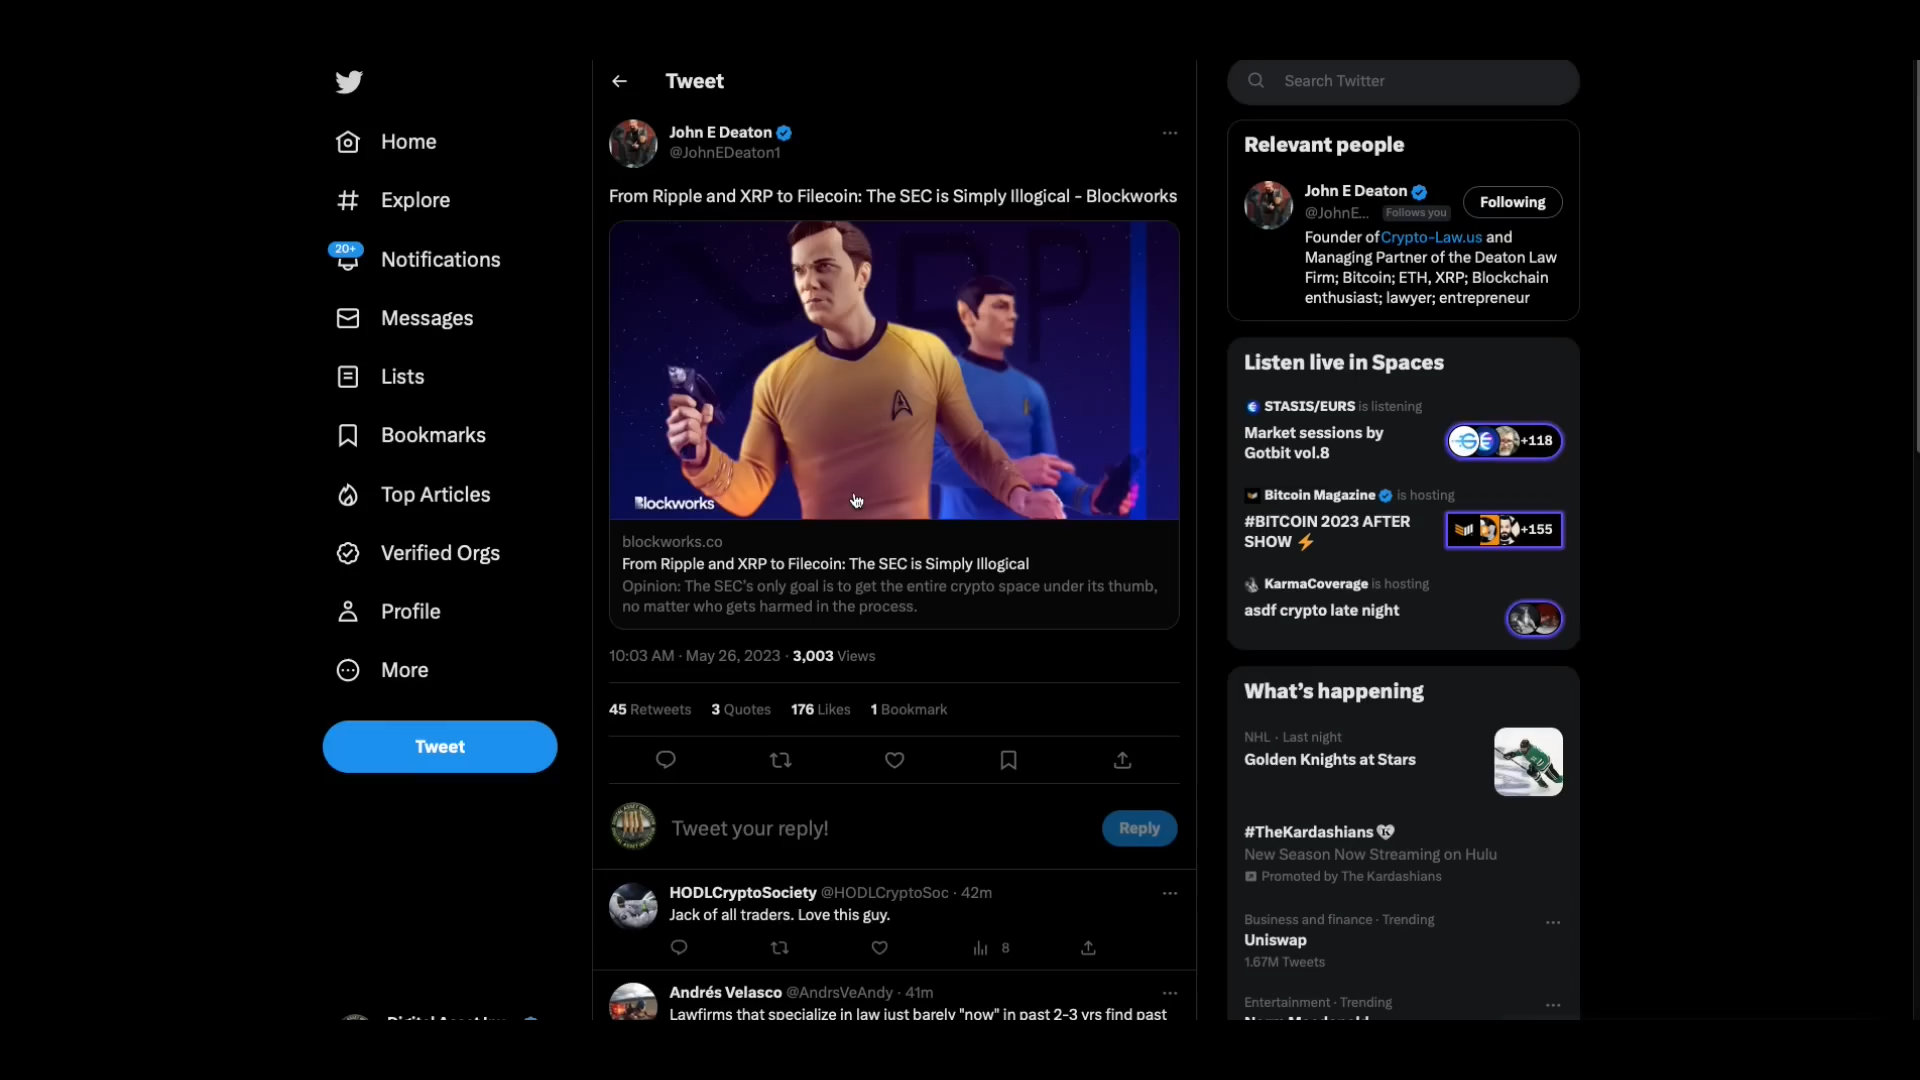 Home
Explore
20+
Notifications
Messages
Lists
Bookmarks
Top Articles
Verified Orgs
Profile
More
Tweet
Tweet
John E Deaton
@JohnEDeaton1
From Ripple and XRP to Filecoin: The SEC is Simply Illogical - Blockworks
XRP
Blockworks
blockworks.co
From Ripple and XRP to Filecoin: The SEC is Simply Illogical
Opinion: The SEC's only goal is to get the entire crypto space under its thumb,
no matter who gets harmed in the process.
10:03 AM · May 26, 2023 · 3,003 Views
45 Retweets 3 Quotes 176 Likes 1 Bookmark
Tweet your reply!
Reply
HODLCryptoSociety @HODLCryptoSoc · 42m
Jack of all traders. Love this guy.
8
Andrés Velasco @AndrsVeAndy · 41m
Lawfirms that specialize in law just barely "now" in past 2-3 yrs find past
Search Twitter
Relevant people
John E Deaton
@JohnE... Follows you
Following
Founder of Crypto-Law.us and
Managing Partner of the Deaton Law
Firm; Bitcoin; ETH, XRP; Blockchain
enthusiast; lawyer; entrepreneur
Listen live in Spaces
STASIS/EURS is listening
Market sessions by
Gotbit vol.8
+118
Bitcoin Magazine is hosting
#BITCOIN 2023 AFTER
SHOW ⚡
+155
KarmaCoverage is hosting
asdf crypto late night
What's happening
NHL · Last night
Golden Knights at Stars
#TheKardashians
New Season Now Streaming on Hulu
Promoted by The Kardashians
Business and finance · Trending
Uniswap
1.67M Tweets
Entertainment · Trending